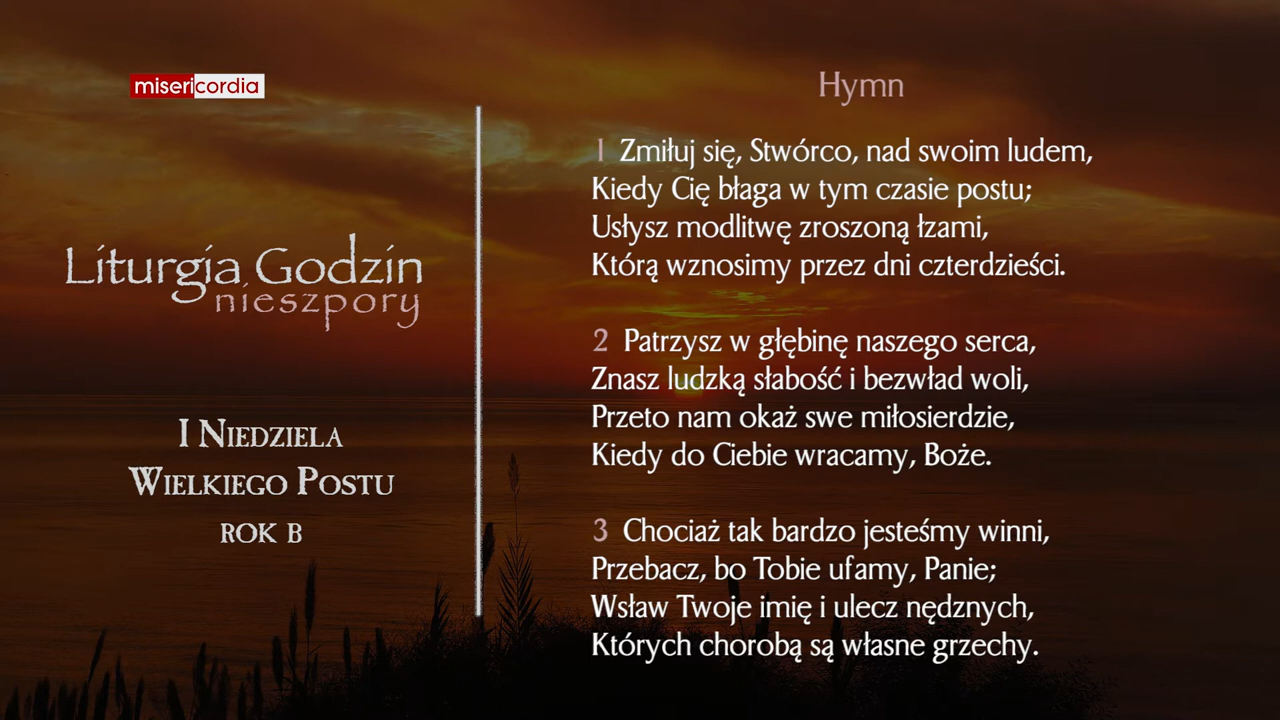 misericordia
Liturgia Godzin
nieszpory
I Niedziela
Wielkiego Postu
rok B
Hymn
1 Zmiłuj się, Stwórco, nad swoim ludem,
Kiedy Cię błaga w tym czasie postu;
Usłysz modlitwę zroszoną łzami,
Którą wznosimy przez dni czterdzieści.
2 Patrzysz w głębinę naszego serca,
Znasz ludzką słabość i bezwład woli,
Przeto nam okaż swe miłosierdzie,
Kiedy do Ciebie wracamy, Boże.
3 Chociaż tak bardzo jesteśmy winni,
Przebacz, bo Tobie ufamy, Panie;
Wsław Twoje imię i ulecz nędznych,
Których chorobą są własne grzechy.